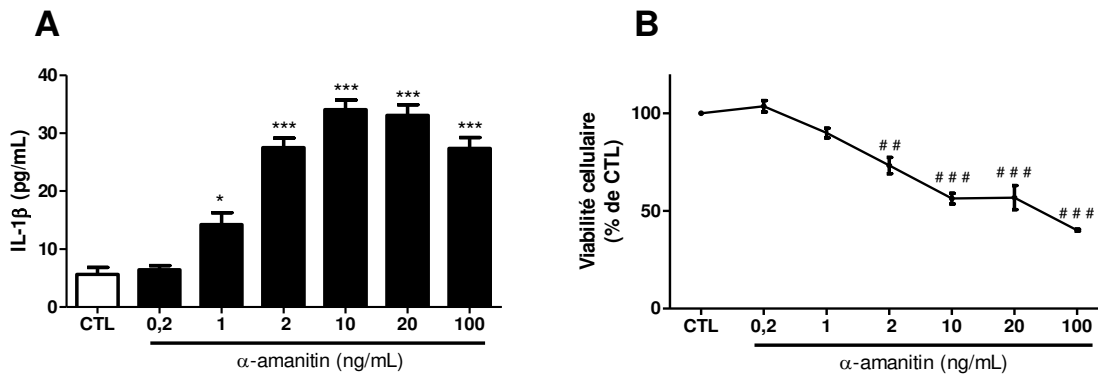 A
IL-1β (pg/mL)
40
30
20
10
0
*
***
***
***
***
CTL 0,2 1 2 10 20 100
α-amanitin (ng/mL)
B
Viabilité cellulaire
(% de CTL)
100
50
0
# #
# # #
# # #
# # #
CTL 0,2 1 2 10 20 100
α-amanitin (ng/mL)